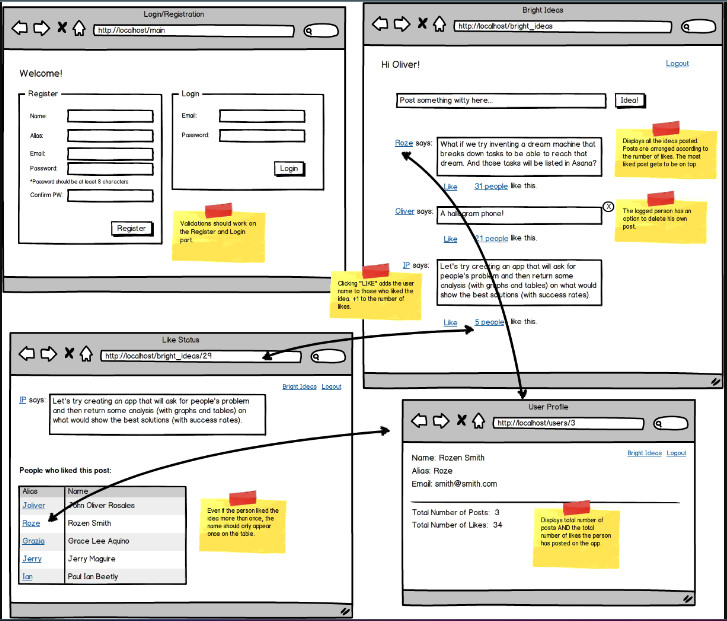 Login/Registration
http://localhost/main
Welcome!
Register
Name:
Alias:
Email:
Password:
*Password should be at least 8 characters
Confirm PW:
Register
Login
Email:
Password:
Login
Validations should work on
the Register and Login
part.
Bright Ideas
http://localhost/bright_ideas
Hi Oliver!
Logout
Post something witty here...
Idea!
Roze says:
What if we try inventing a dream machine that
breaks down tasks to be able to reach that
dream. And those tasks will be listed in Asana?
Like 31 people like this.
Displays all the ideas posted.
Posts are arranged according to
the number of likes. The most
liked post gets to be on top.
Oliver says:
A hologram phone!
X
Like 21 people like this.
The logged person has an
option to delete his own
post.
JP says:
Let's try creating an app that will ask for
people's problem and then return some
analysis (with graphs and tables) on what
would show the best solutions (with success rates).
Like 5 people like this.
Clicking "LIKE" adds the user
name to those who liked the
idea. +1 to the number of
likes.
Like Status
http://localhost/bright_ideas/29
Bright Ideas Logout
JP says:
Let's try creating an app that will ask for people's problem
and then return some analysis (with graphs and tables) on
what would show the best solutions (with success rates).
People who liked this post:
Alias Name
Joliver John Oliver Rosales
Roze Rozen Smith
Grazia Grace Lee Aquino
Jerry Jerry Maguire
Ian Paul Ian Beetly
Even if the person liked the
idea more than once, the
name should only appear
once on the table.
User Profile
http://localhost/users/3
Bright Ideas Logout
Name: Rozen Smith
Alias: Roze
Email: smith@smith.com
Total Number of Posts: 3
Total Number of Likes: 34
Displays total number of
posts AND the total
number of likes the person
has posted on the app